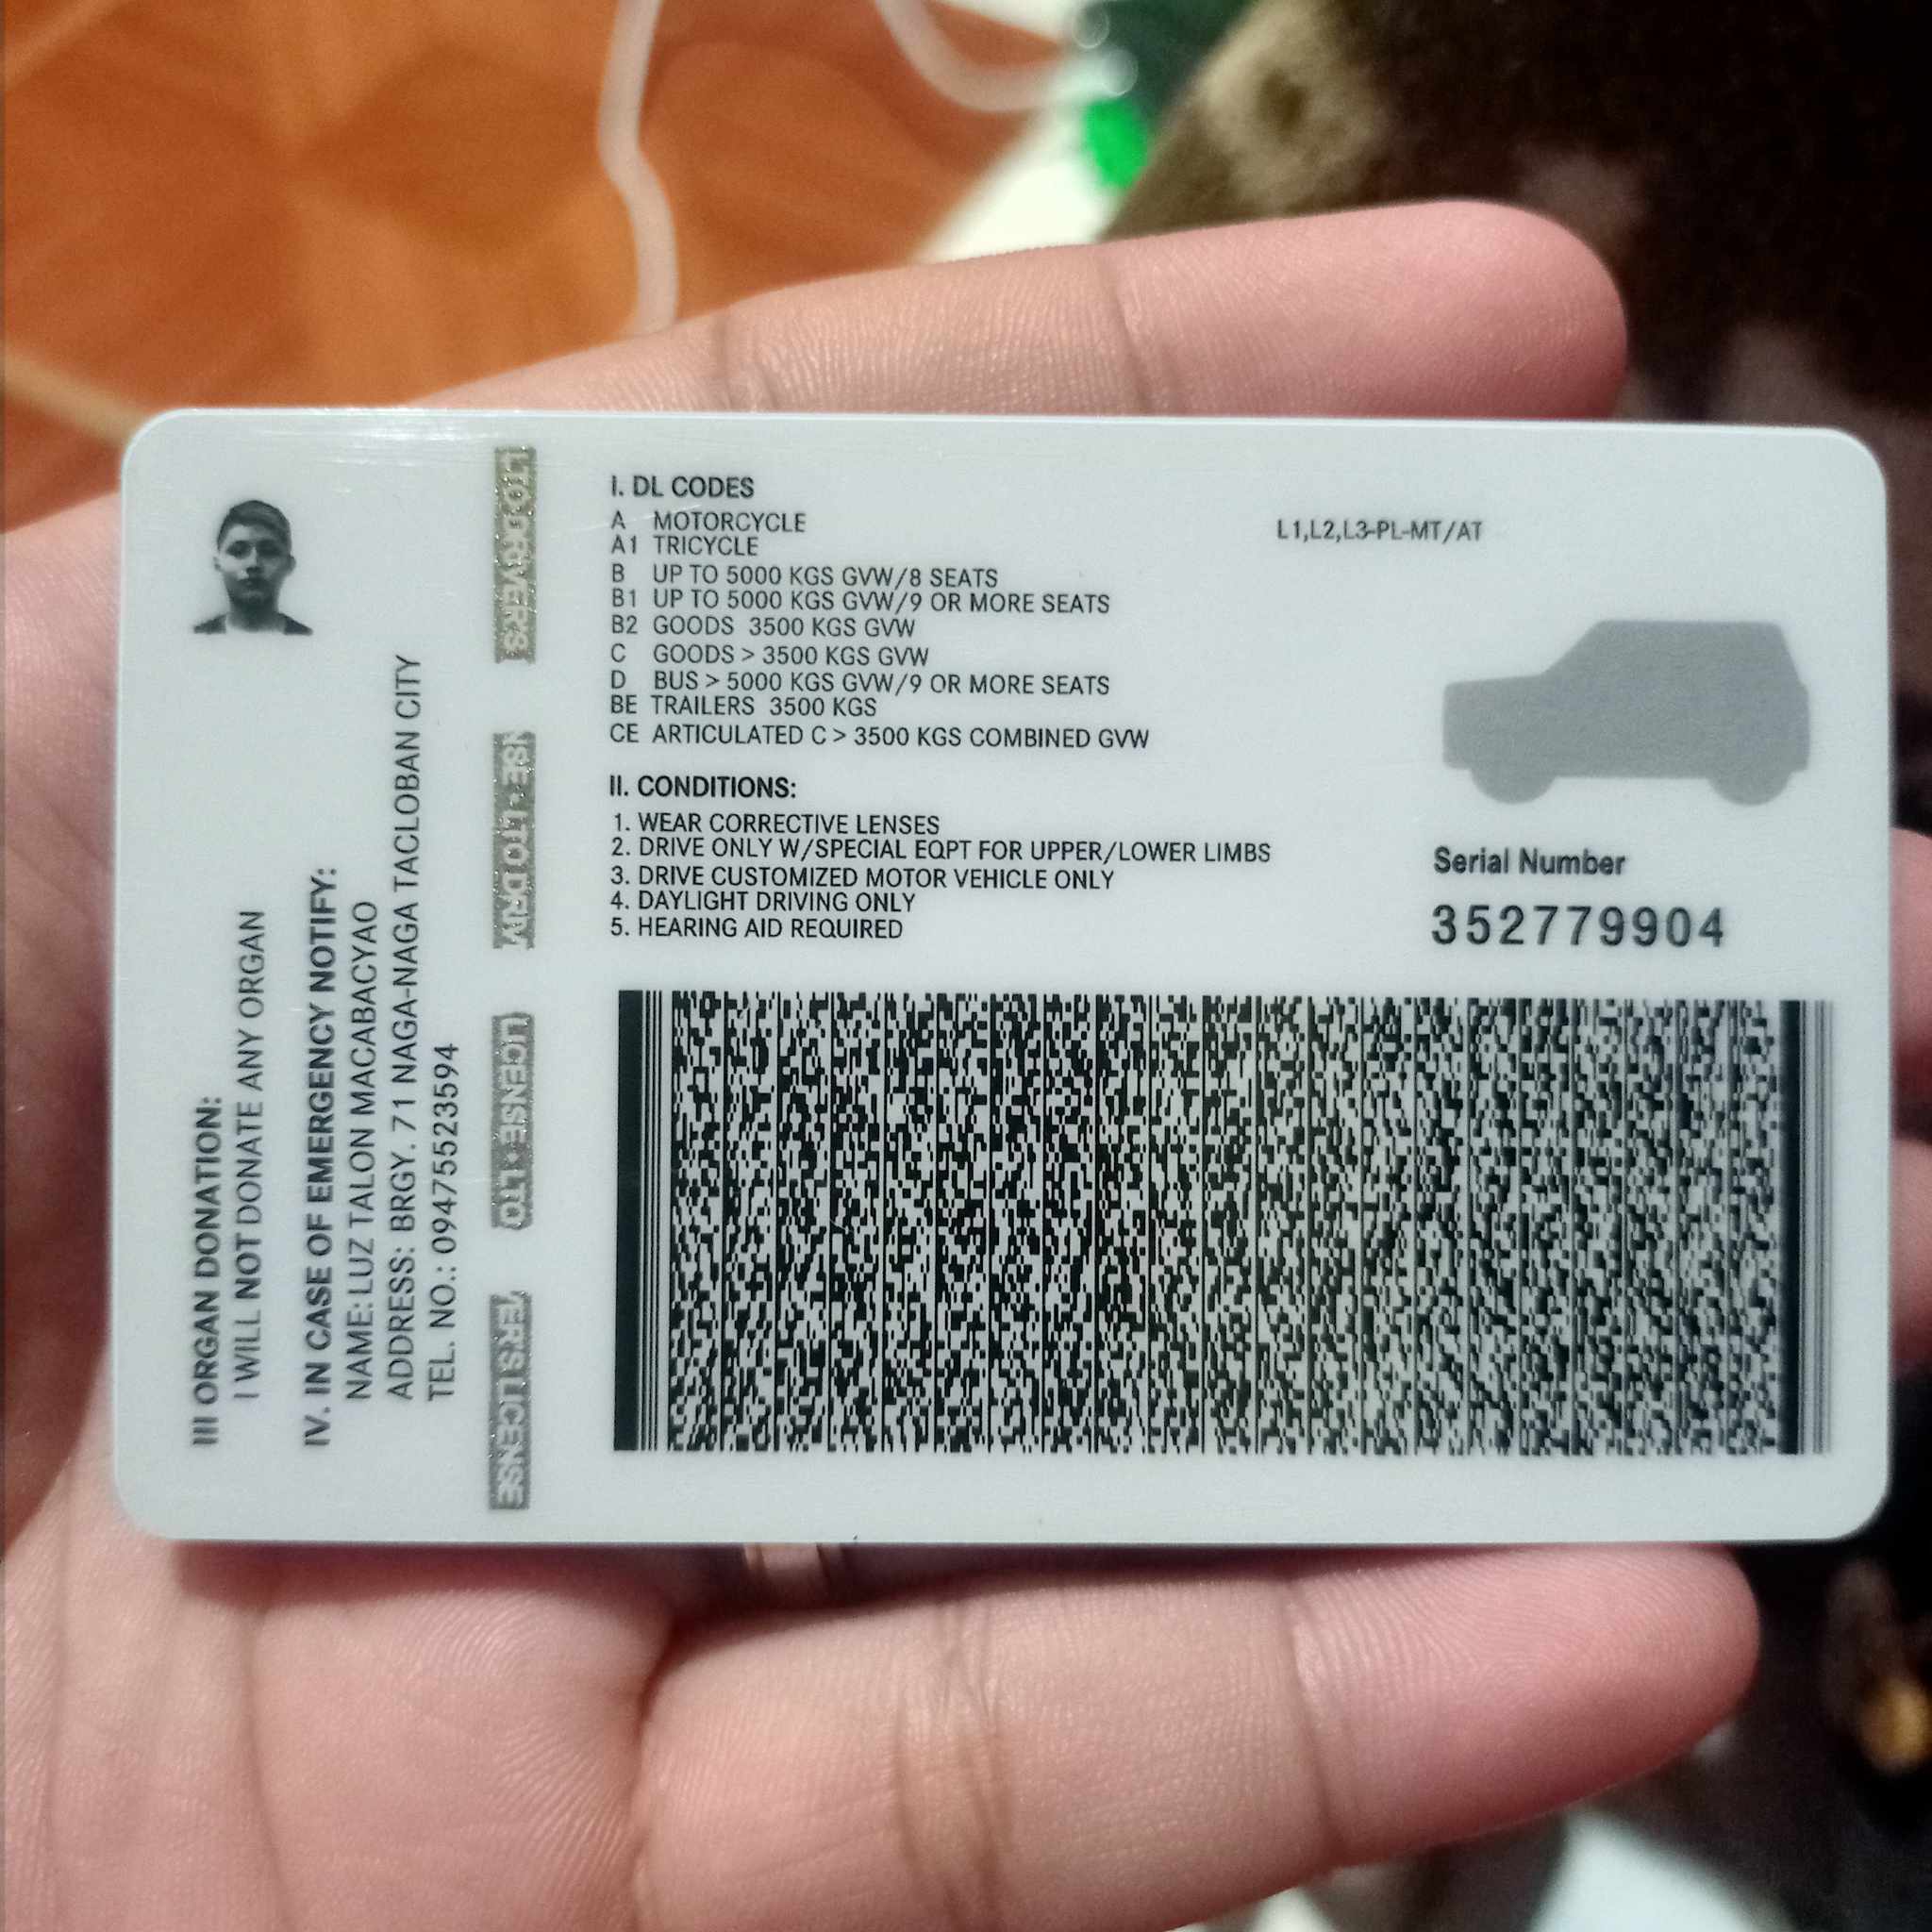 I. DL CODES
A MOTORCYCLE
A1 TRICYCLE
B UP TO 5000 KGS GVW/8 SEATS
B1 UP TO 5000 KGS GVW/9 OR MORE SEATS
B2 GOODS 3500 KGS GVW
C GOODS > 3500 KGS GVW
D BUS > 5000 KGS GVW/9 OR MORE SEATS
BE TRAILERS 3500 KGS
CE ARTICULATED C > 3500 KGS COMBINED GVW
L1,L2,L3-PL-MT/AT
II. CONDITIONS:
1. WEAR CORRECTIVE LENSES
2. DRIVE ONLY W/SPECIAL EQPT FOR UPPER/LOWER LIMBS
3. DRIVE CUSTOMIZED MOTOR VEHICLE ONLY
4. DAYLIGHT DRIVING ONLY
5. HEARING AID REQUIRED
Serial Number
352779904
III ORGAN DONATION:
I WILL NOT DONATE ANY ORGAN
IV. IN CASE OF EMERGENCY NOTIFY:
NAME: LUZ TALON MACABACYAO
ADDRESS: BRGY. 71 NAGA-NAGA TACLOBAN CITY
TEL. NO.: 09475523594
LTO DRIVERS
NSE • LTO DRIV
LICENSE • LTO
VERS LICENSE